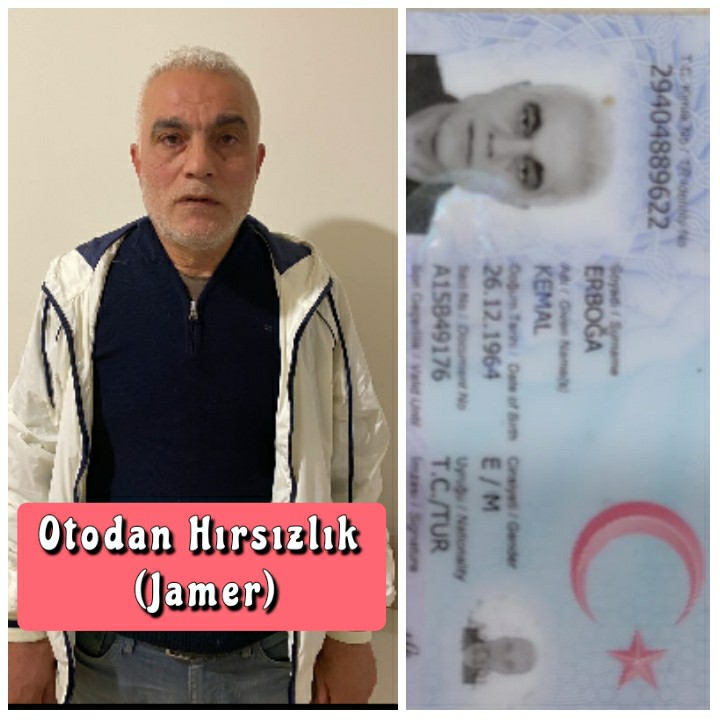 Otodan Hırsızlık
(Jamer)
T.C. Kimlik No / TR Identity No
29404889622
Soyadı / Surname
ERBOĞA
Adı / Given Name(s)
KEMAL
Doğum Tarihi / Date of Birth
26.12.1964
Cinsiyeti / Gender
E / M
Seri No / Document No
A15B49176
Uyruğu / Nationality
T.C./TUR
Son Geçerlilik / Valid Until
İmzası / Signature